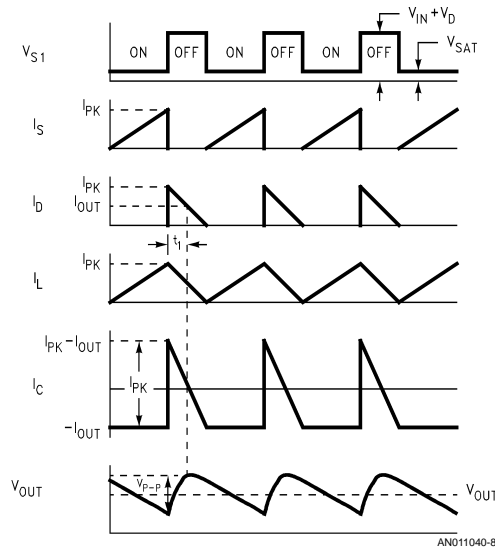 V_IN + V_D
V_S1 ON OFF ON OFF ON OFF V_SAT
I_PK
I_S
I_PK
I_D I_OUT
t_1
I_PK
I_L
I_PK – I_OUT
I_C I_PK
–I_OUT
V_P–P
V_OUT V_OUT
AN011040-8